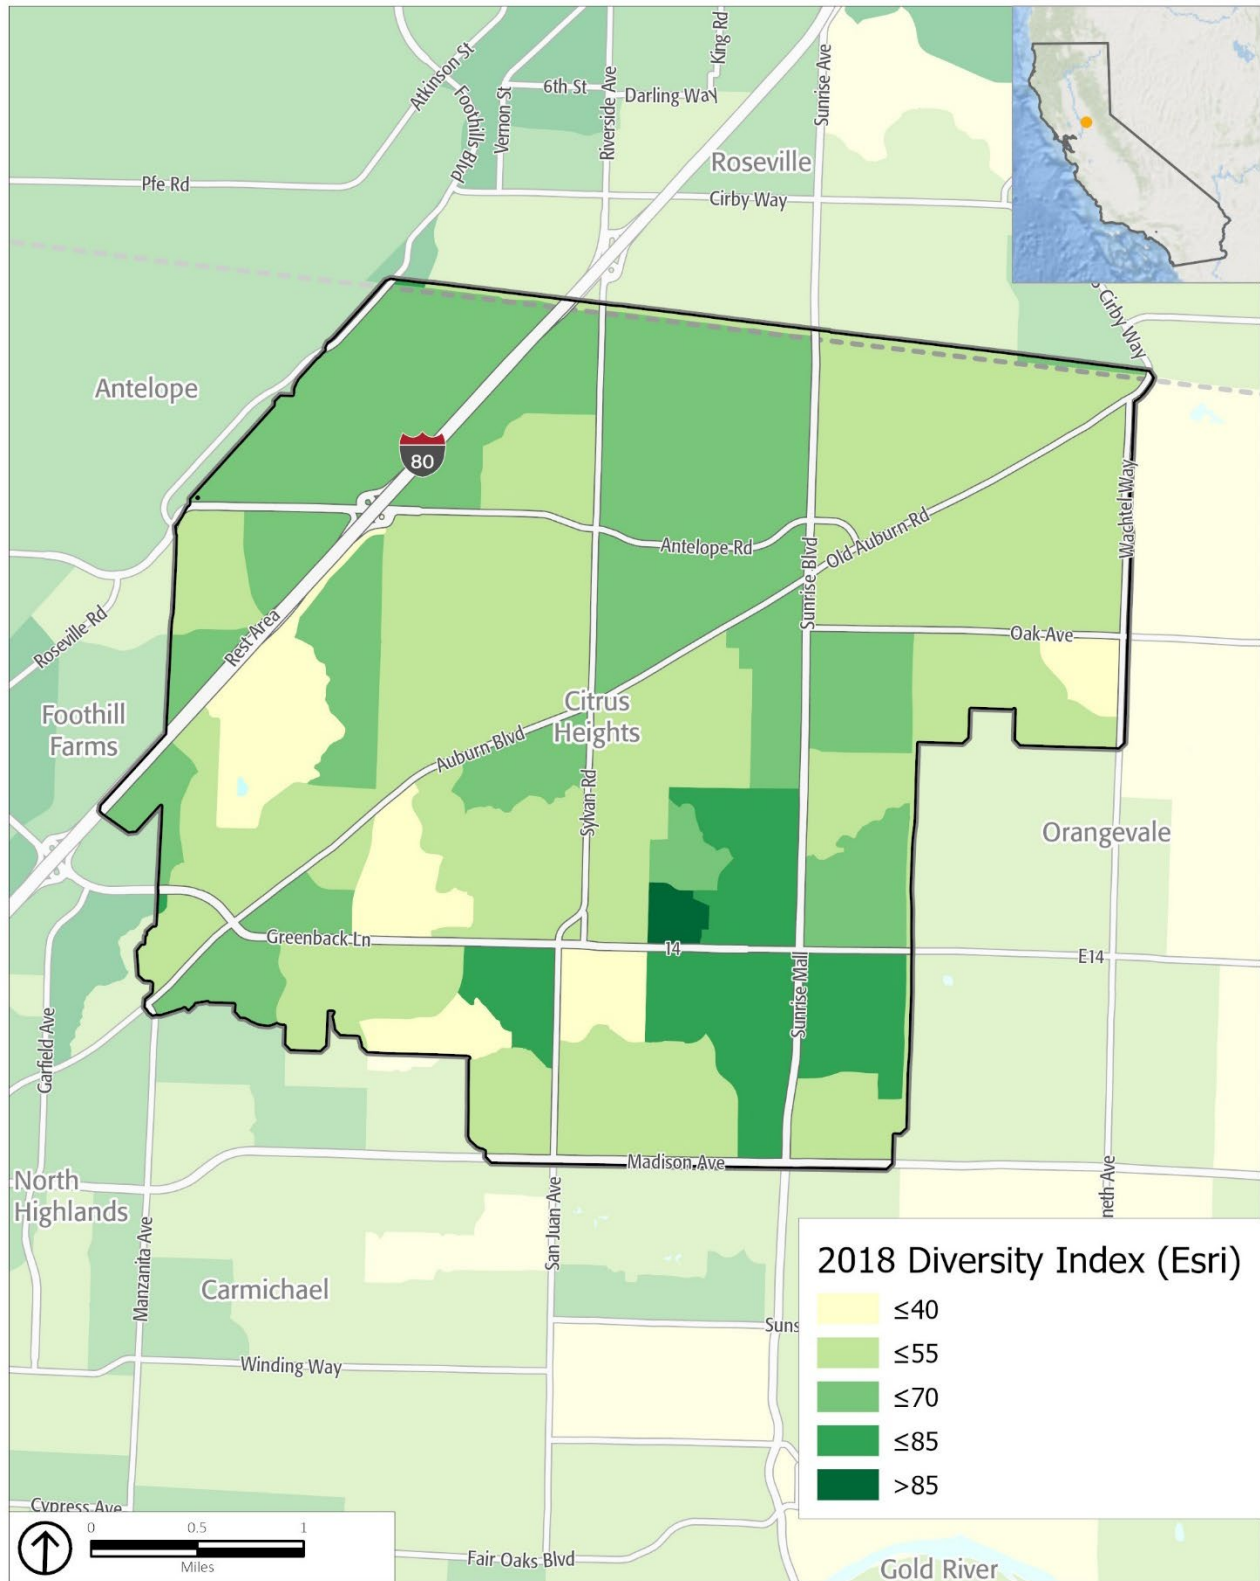 Atkinson St
Foothills Blvd
Vernon St
6th St
Riverside Ave
Darling Way
King Rd
Sunrise Ave
Pfe Rd
Roseville
Cirby Way
Cirby Way
Antelope
80
Antelope Rd
Sunrise Blvd
Old Auburn Rd
Wachtel Way
Roseville Rd
Rest Area
Oak Ave
Foothill
Farms
Citrus
Heights
Auburn Blvd
Sylvan Rd
Orangevale
Greenback Ln
14
E14
Sunrise Mall
Garfield Ave
Madison Ave
North
Highlands
Manzanita Ave
San Juan Ave
neth Ave
Carmichael
Suns
Winding Way
Cypress Ave
Fair Oaks Blvd
Gold River
2018 Diversity Index (Esri)
≤40
≤55
≤70
≤85
>85
0 0.5 1
Miles